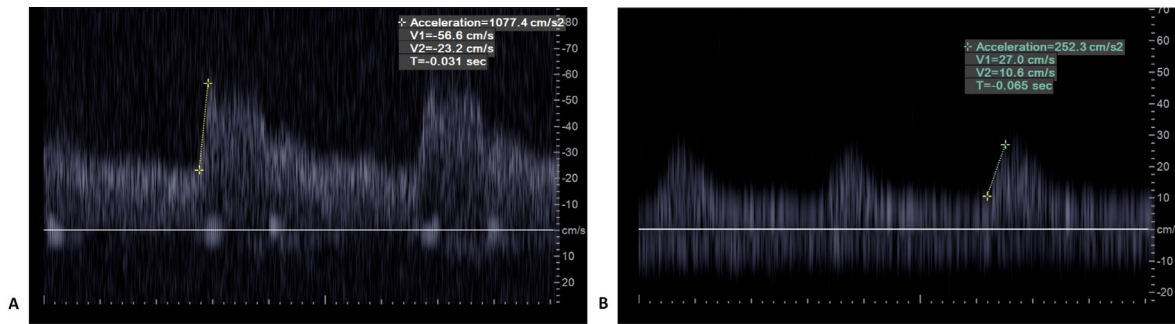 Acceleration=1077.4 cm/s2
V1=-56.6 cm/s
V2=-23.2 cm/s
T=-0.031 sec
-80
-70
-60
-50
-40
-30
-20
-10
cm/s
10
20
A
Acceleration=252.3 cm/s2
V1=27.0 cm/s
V2=10.6 cm/s
T=-0.065 sec
70
60
50
40
30
20
10
cm/
-10
-20
B